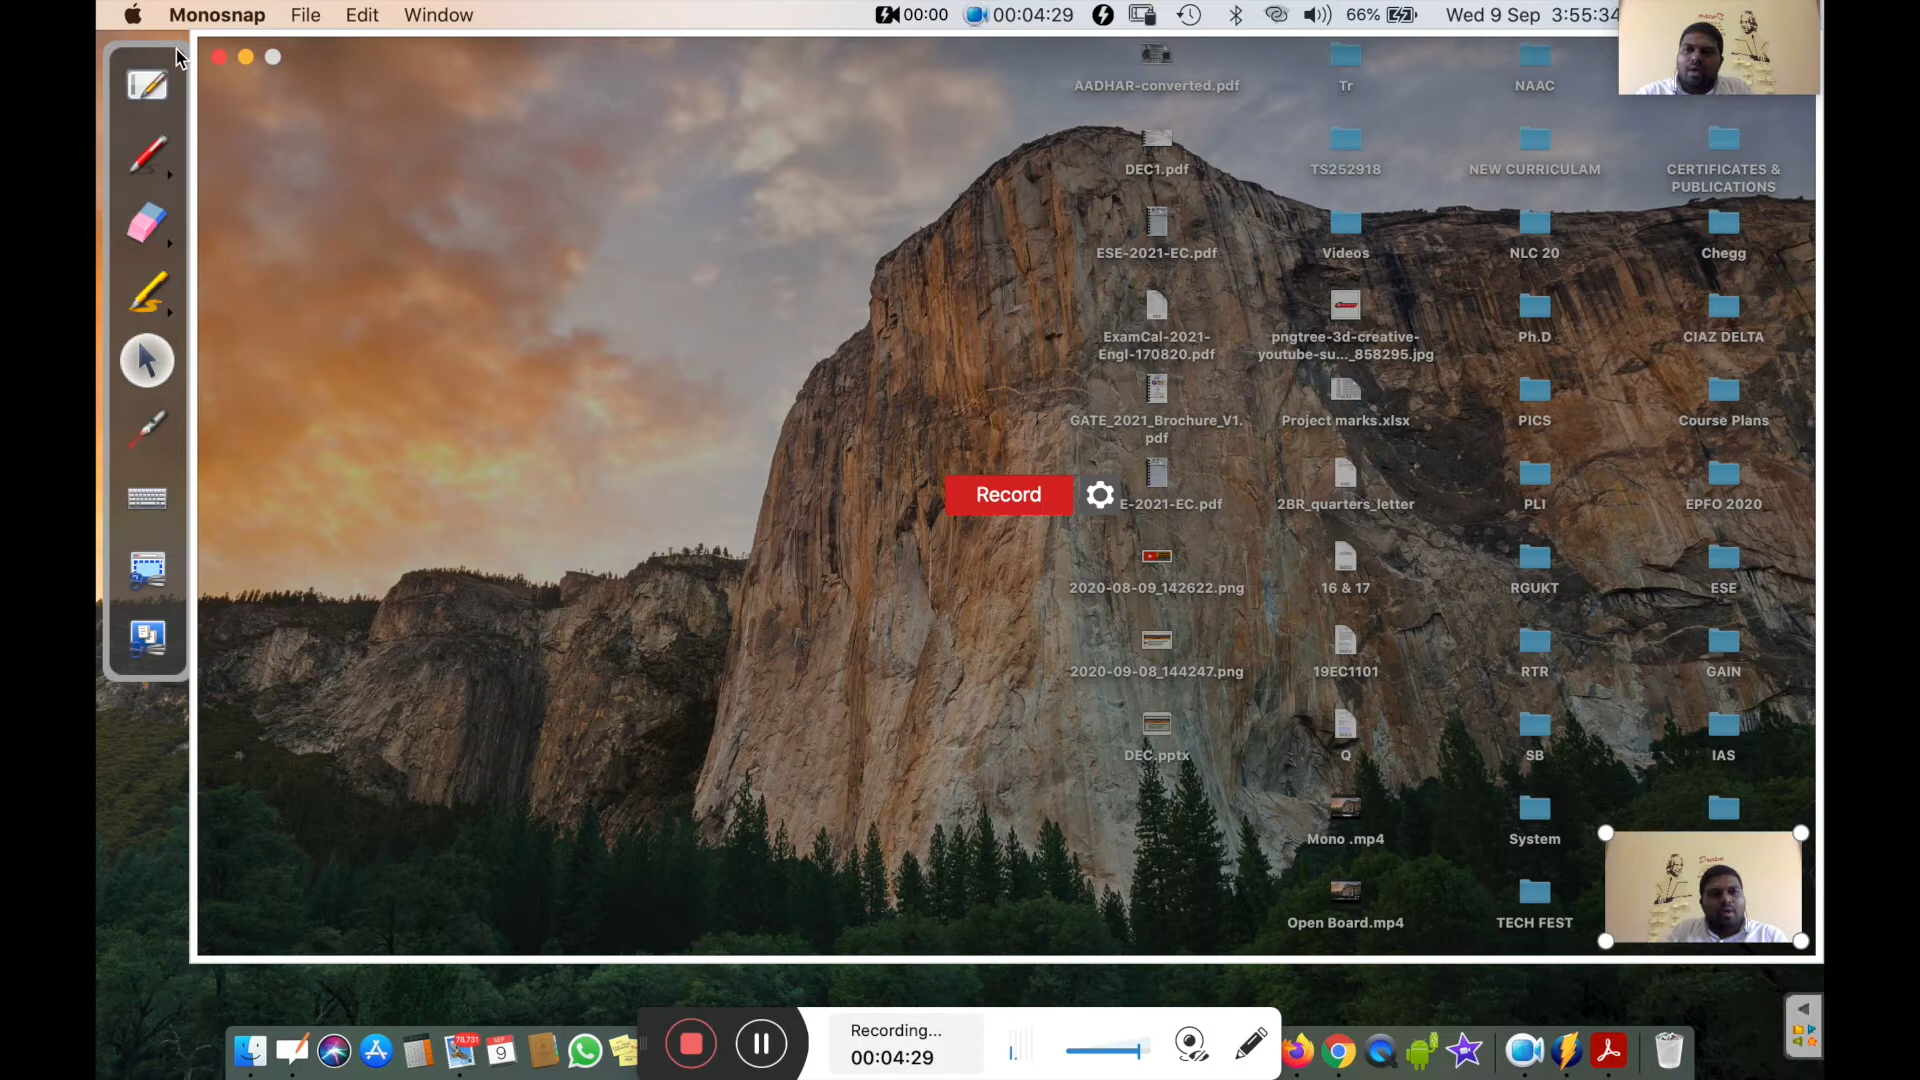 Monosnap File Edit Window
00:00 00:04:29 66% Wed 9 Sep 3:55:34
AADHAR-converted.pdf Tr NAAC
DEC1.pdf TS252918 NEW CURRICULAM CERTIFICATES &
PUBLICATIONS
ESE-2021-EC.pdf Videos NLC 20 Chegg
ExamCal-2021- pngtree-3d-creative- Ph.D CIAZ DELTA
Engl-170820.pdf youtube-su..._858295.jpg
GATE_2021_Brochure_V1. Project marks.xlsx PICS Course Plans
pdf
Record
E-2021-EC.pdf 2BR_quarters_letter PLI EPFO 2020
2020-08-09_142622.png 16 & 17 RGUKT ESE
2020-09-08_144247.png 19EC1101 RTR GAIN
DEC.pptx Q SB IAS
Mono .mp4 System
Open Board.mp4 TECH FEST
Dream
78,731
SEP
9
Recording...
00:04:29